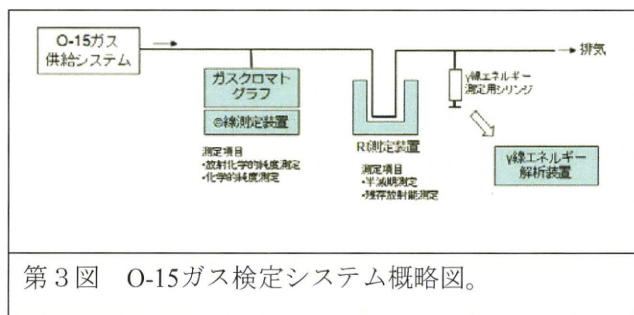 O-15ガス
供給システム
排気
ガスクロマト
グラフ
線測定装置
γ線エネルギー
測定用シリンジ
RI測定装置
測定項目
・放射化学的純度測定
・化学的純度測定
測定項目
・半減期測定
・残存放射能測定
γ線エネルギー
解析装置
第3図 O-15ガス検定システム概略図。